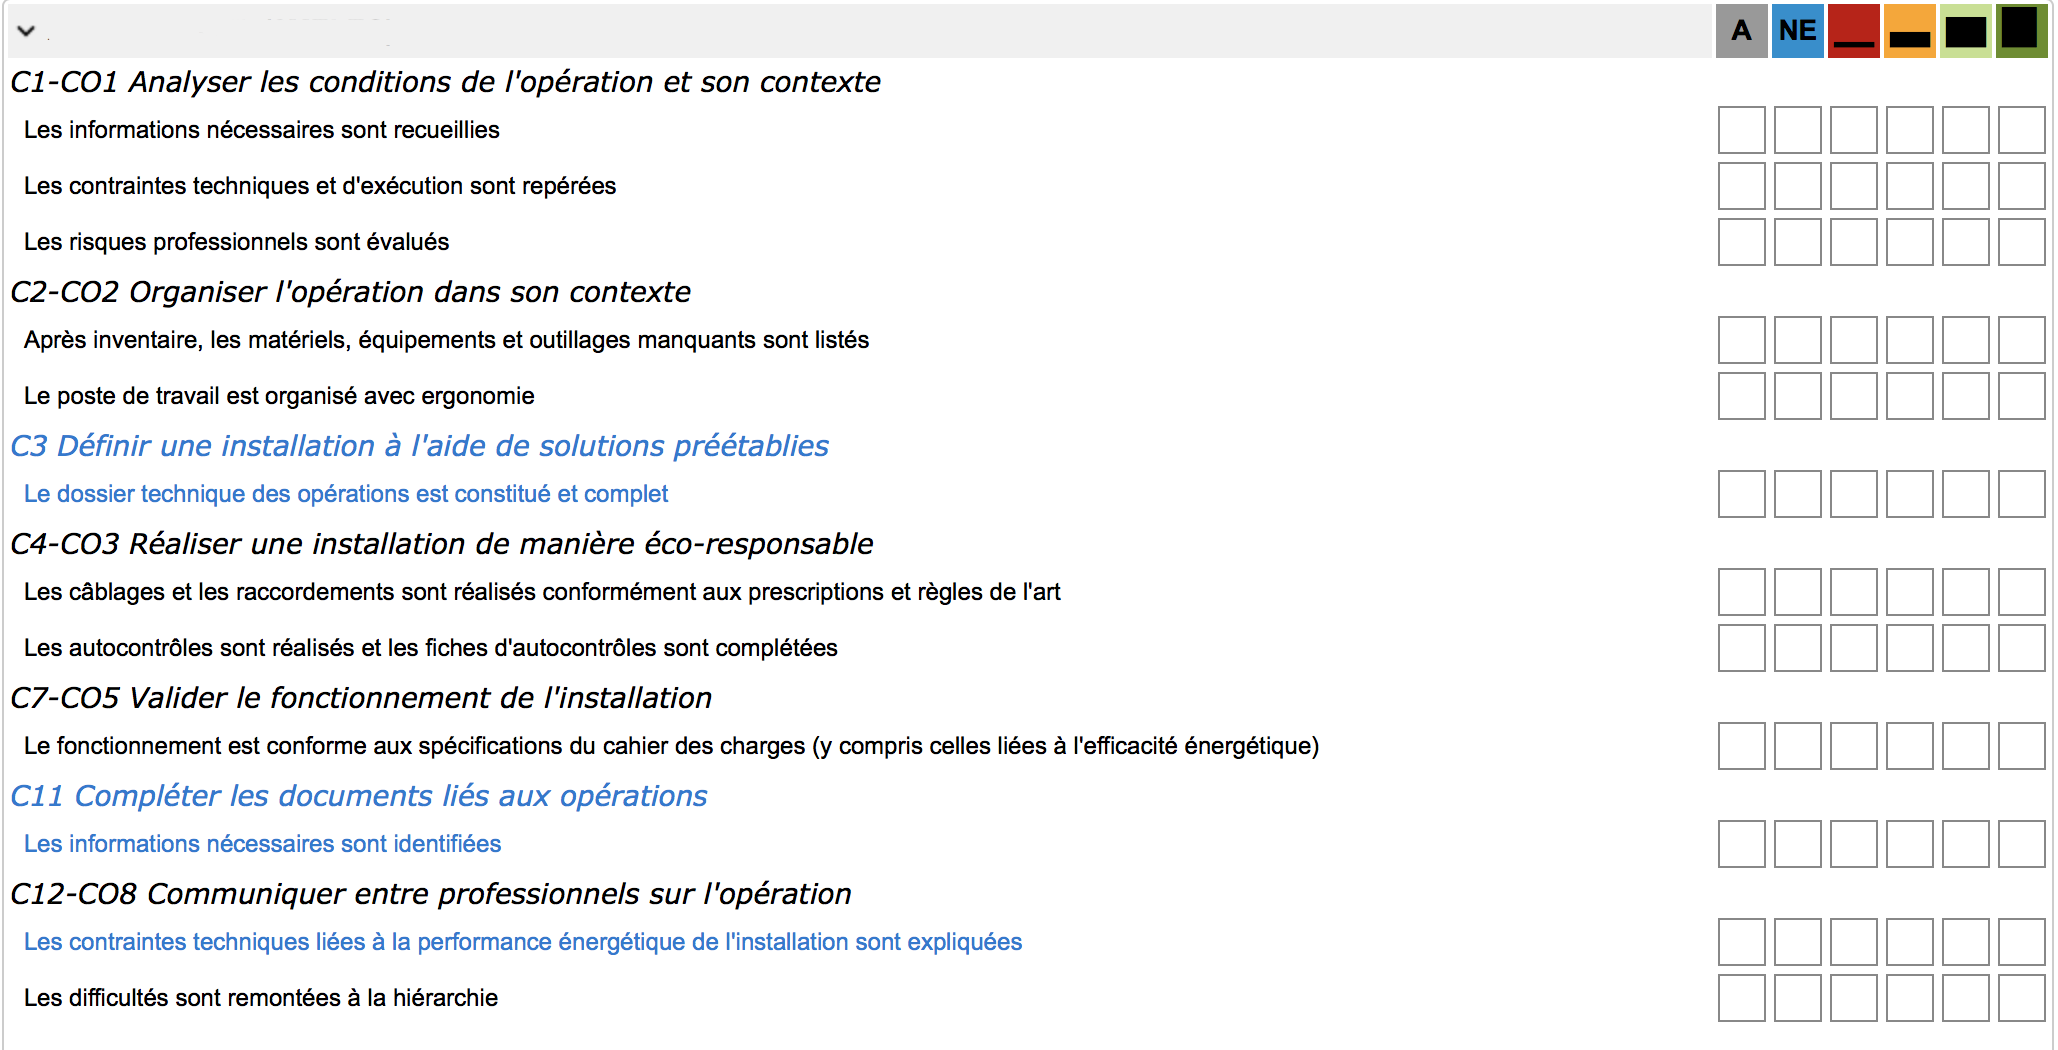 A NE
C1-CO1 Analyser les conditions de l'opération et son contexte
Les informations nécessaires sont recueillies
Les contraintes techniques et d'exécution sont repérées
Les risques professionnels sont évalués
C2-CO2 Organiser l'opération dans son contexte
Après inventaire, les matériels, équipements et outillages manquants sont listés
Le poste de travail est organisé avec ergonomie
C3 Définir une installation à l'aide de solutions préétablies
Le dossier technique des opérations est constitué et complet
C4-CO3 Réaliser une installation de manière éco-responsable
Les câblages et les raccordements sont réalisés conformément aux prescriptions et règles de l'art
Les autocontrôles sont réalisés et les fiches d'autocontrôles sont complétées
C7-CO5 Valider le fonctionnement de l'installation
Le fonctionnement est conforme aux spécifications du cahier des charges (y compris celles liées à l'efficacité énergétique)
C11 Compléter les documents liés aux opérations
Les informations nécessaires sont identifiées
C12-CO8 Communiquer entre professionnels sur l'opération
Les contraintes techniques liées à la performance énergétique de l'installation sont expliquées
Les difficultés sont remontées à la hiérarchie